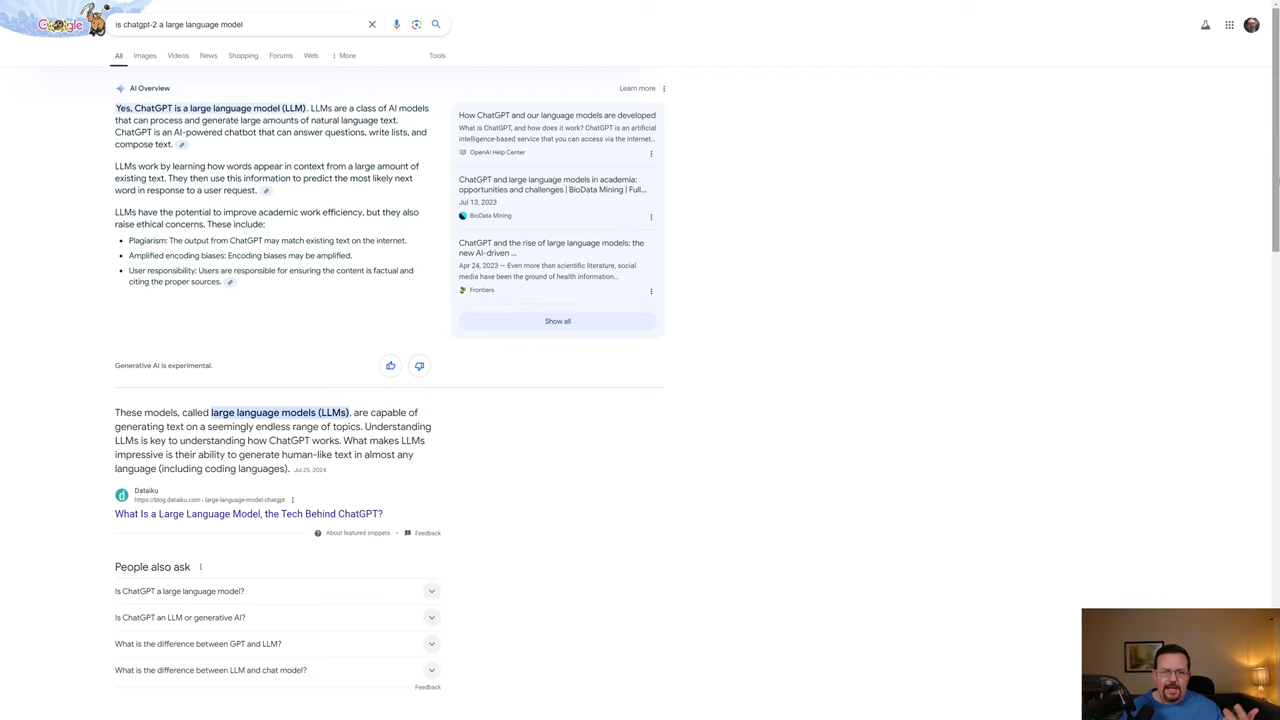 Google
is chatgpt-2 a large language model
All
Images
Videos
News
Shopping
Forums
Web
More
Tools
AI Overview
Learn more
Yes, ChatGPT is a large language model (LLM). LLMs are a class of AI models
that can process and generate large amounts of natural language text.
ChatGPT is an AI-powered chatbot that can answer questions, write lists, and
compose text.
LLMs work by learning how words appear in context from a large amount of
existing text. They then use this information to predict the most likely next
word in response to a user request.
LLMs have the potential to improve academic work efficiency, but they also
raise ethical concerns. These include:
• Plagiarism: The output from ChatGPT may match existing text on the internet.
• Amplified encoding biases: Encoding biases may be amplified.
• User responsibility: Users are responsible for ensuring the content is factual and
citing the proper sources.
How ChatGPT and our language models are developed
What is ChatGPT, and how does it work? ChatGPT is an artificial
intelligence-based service that you can access via the internet...
OpenAI Help Center
ChatGPT and large language models in academia:
opportunities and challenges | BioData Mining | Full...
Jul 13, 2023
BioData Mining
ChatGPT and the rise of large language models: the
new AI-driven ...
Apr 24, 2023 — Even more than scientific literature, social
media have been the ground of health information...
Frontiers
Show all
Generative AI is experimental.
These models, called large language models (LLMs), are capable of
generating text on a seemingly endless range of topics. Understanding
LLMs is key to understanding how ChatGPT works. What makes LLMs
impressive is their ability to generate human-like text in almost any
language (including coding languages). Jul 25, 2024
d
Dataiku
https://blog.dataiku.com › large-language-model-chatgpt
What Is a Large Language Model, the Tech Behind ChatGPT?
About featured snippets • Feedback
People also ask
Is ChatGPT a large language model?
Is ChatGPT an LLM or generative AI?
What is the difference between GPT and LLM?
What is the difference between LLM and chat model?
Feedback